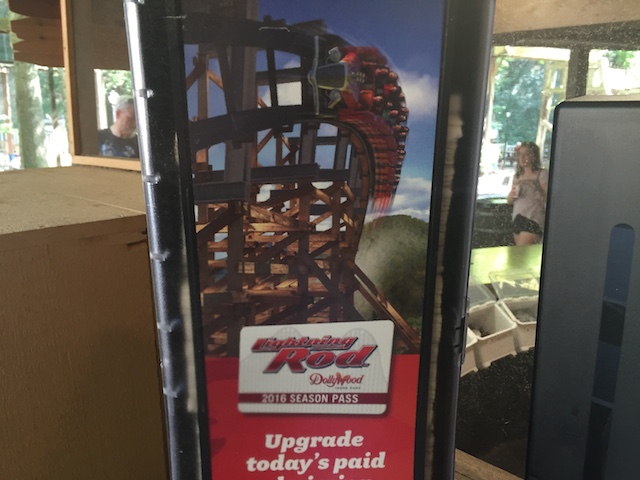 Lightning
Rod
Dollywood
2016 SEASON PASS
Upgrade
today's paid